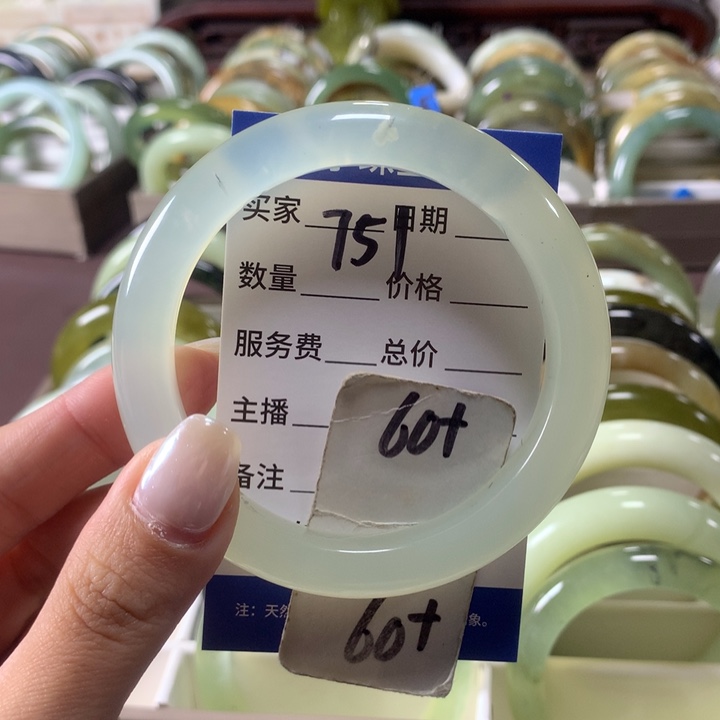 买家 751 日期
数量 价格
服务费 总价
主播
60+
备注
注：天然 象。
60+